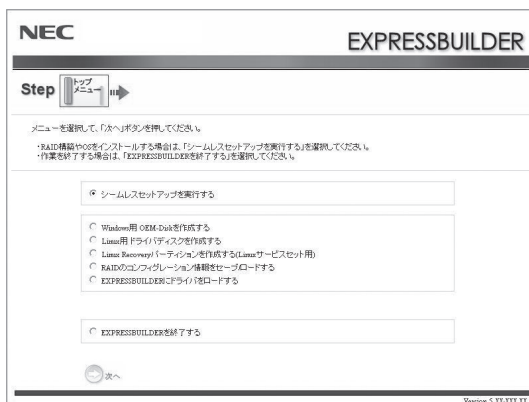 NEC
EXPRESSBUILDER
Step トップメニュー
メニューを選択して、「次へ」ボタンを押してください。
・RAID構築やOSをインストールする場合は、「シームレスセットアップを実行する」を選択してください。
・作業を終了する場合は、「EXPRESSBUILDERを終了する」を選択してください。
シームレスセットアップを実行する
Windows用 OEM-Diskを作成する
Linux用 ドライバディスクを作成する
Linux Recoveryパーティションを作成する(Linuxサービスセット用)
RAIDのコンフィグレーション情報をセーブ/ロードする
EXPRESSBUILDERにドライバをロードする
EXPRESSBUILDERを終了する
次へ
Version 5.XX-XXX.XX